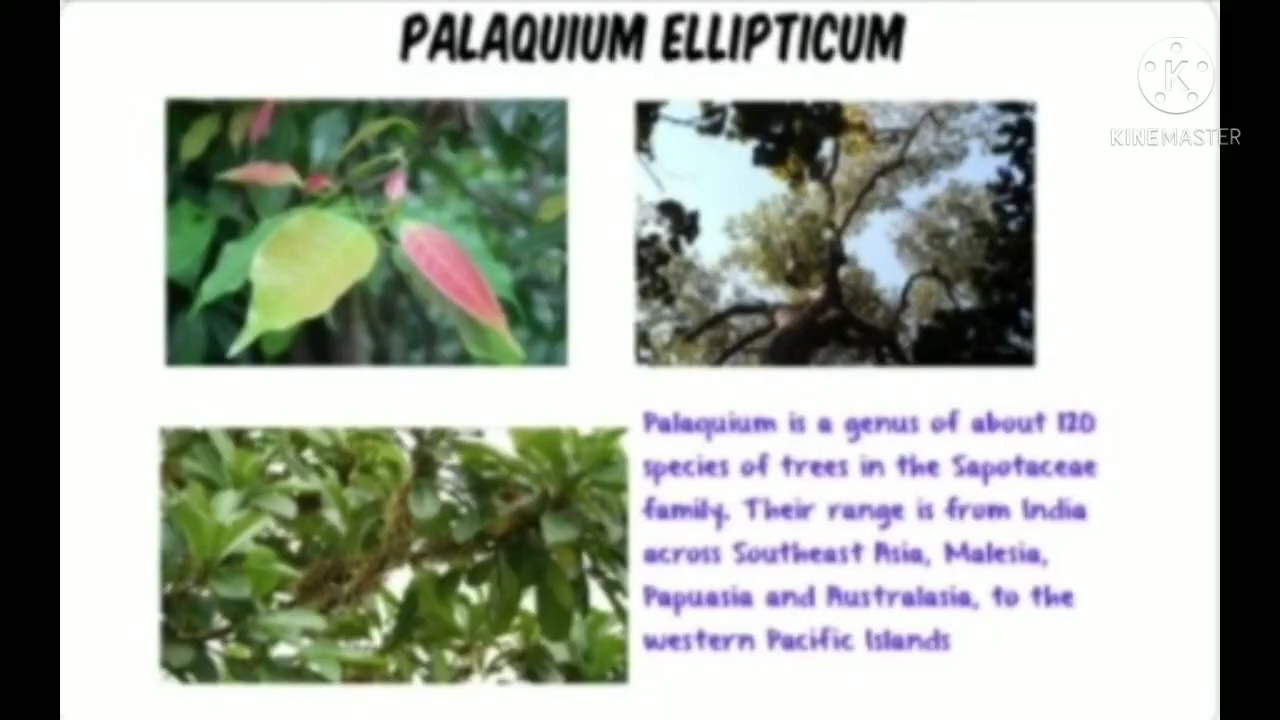 PALAQUIUM ELLIPTICUM
K
KINEMASTER
Palaquium is a genus of about 120
species of trees in the Sapotaceae
family. Their range is from India
across Southeast Asia, Malesia,
Papuasia and Australasia, to the
western Pacific Islands